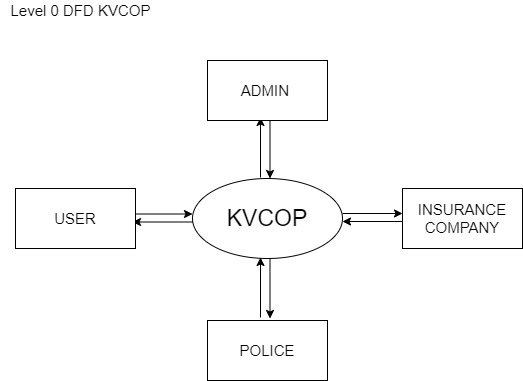 Level 0 DFD KVCOP
ADMIN
USER
KVCOP
INSURANCE
COMPANY
POLICE